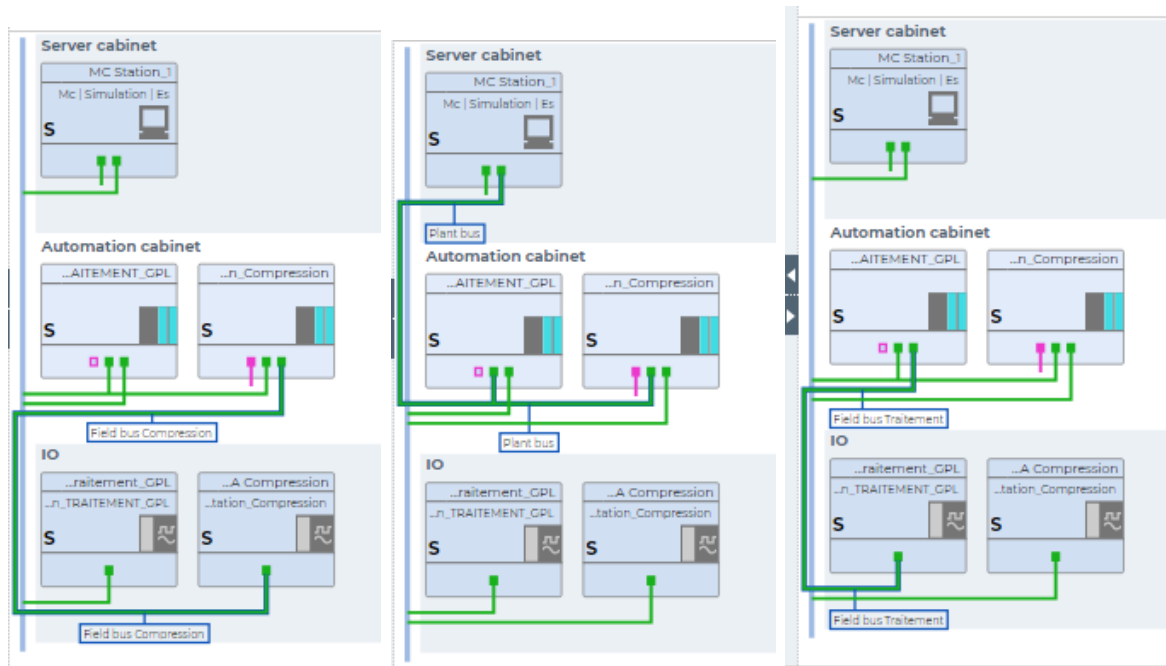 Server cabinet
MC Station_1
Mc | Simulation | Es
S
Automation cabinet
...AITEMENT_GPL
...n_Compression
S
S
Field bus Compression
IO
...raitement_GPL
...A Compression
...n_TRAITEMENT_GPL
...tation_Compression
S
S
Field bus Compression
Server cabinet
MC Station_1
Mc | Simulation | Es
S
Plant bus
Automation cabinet
...AITEMENT_GPL
...n_Compression
S
S
Plant bus
IO
...raitement_GPL
...A Compression
...n_TRAITEMENT_GPL
...tation_Compression
S
S
Server cabinet
MC Station_1
Mc | Simulation | Es
S
Automation cabinet
...AITEMENT_GPL
...n_Compression
S
S
Field bus Traitement
IO
...raitement_GPL
...A Compression
...n_TRAITEMENT_GPL
...tation_Compression
S
S
Field bus Traitement